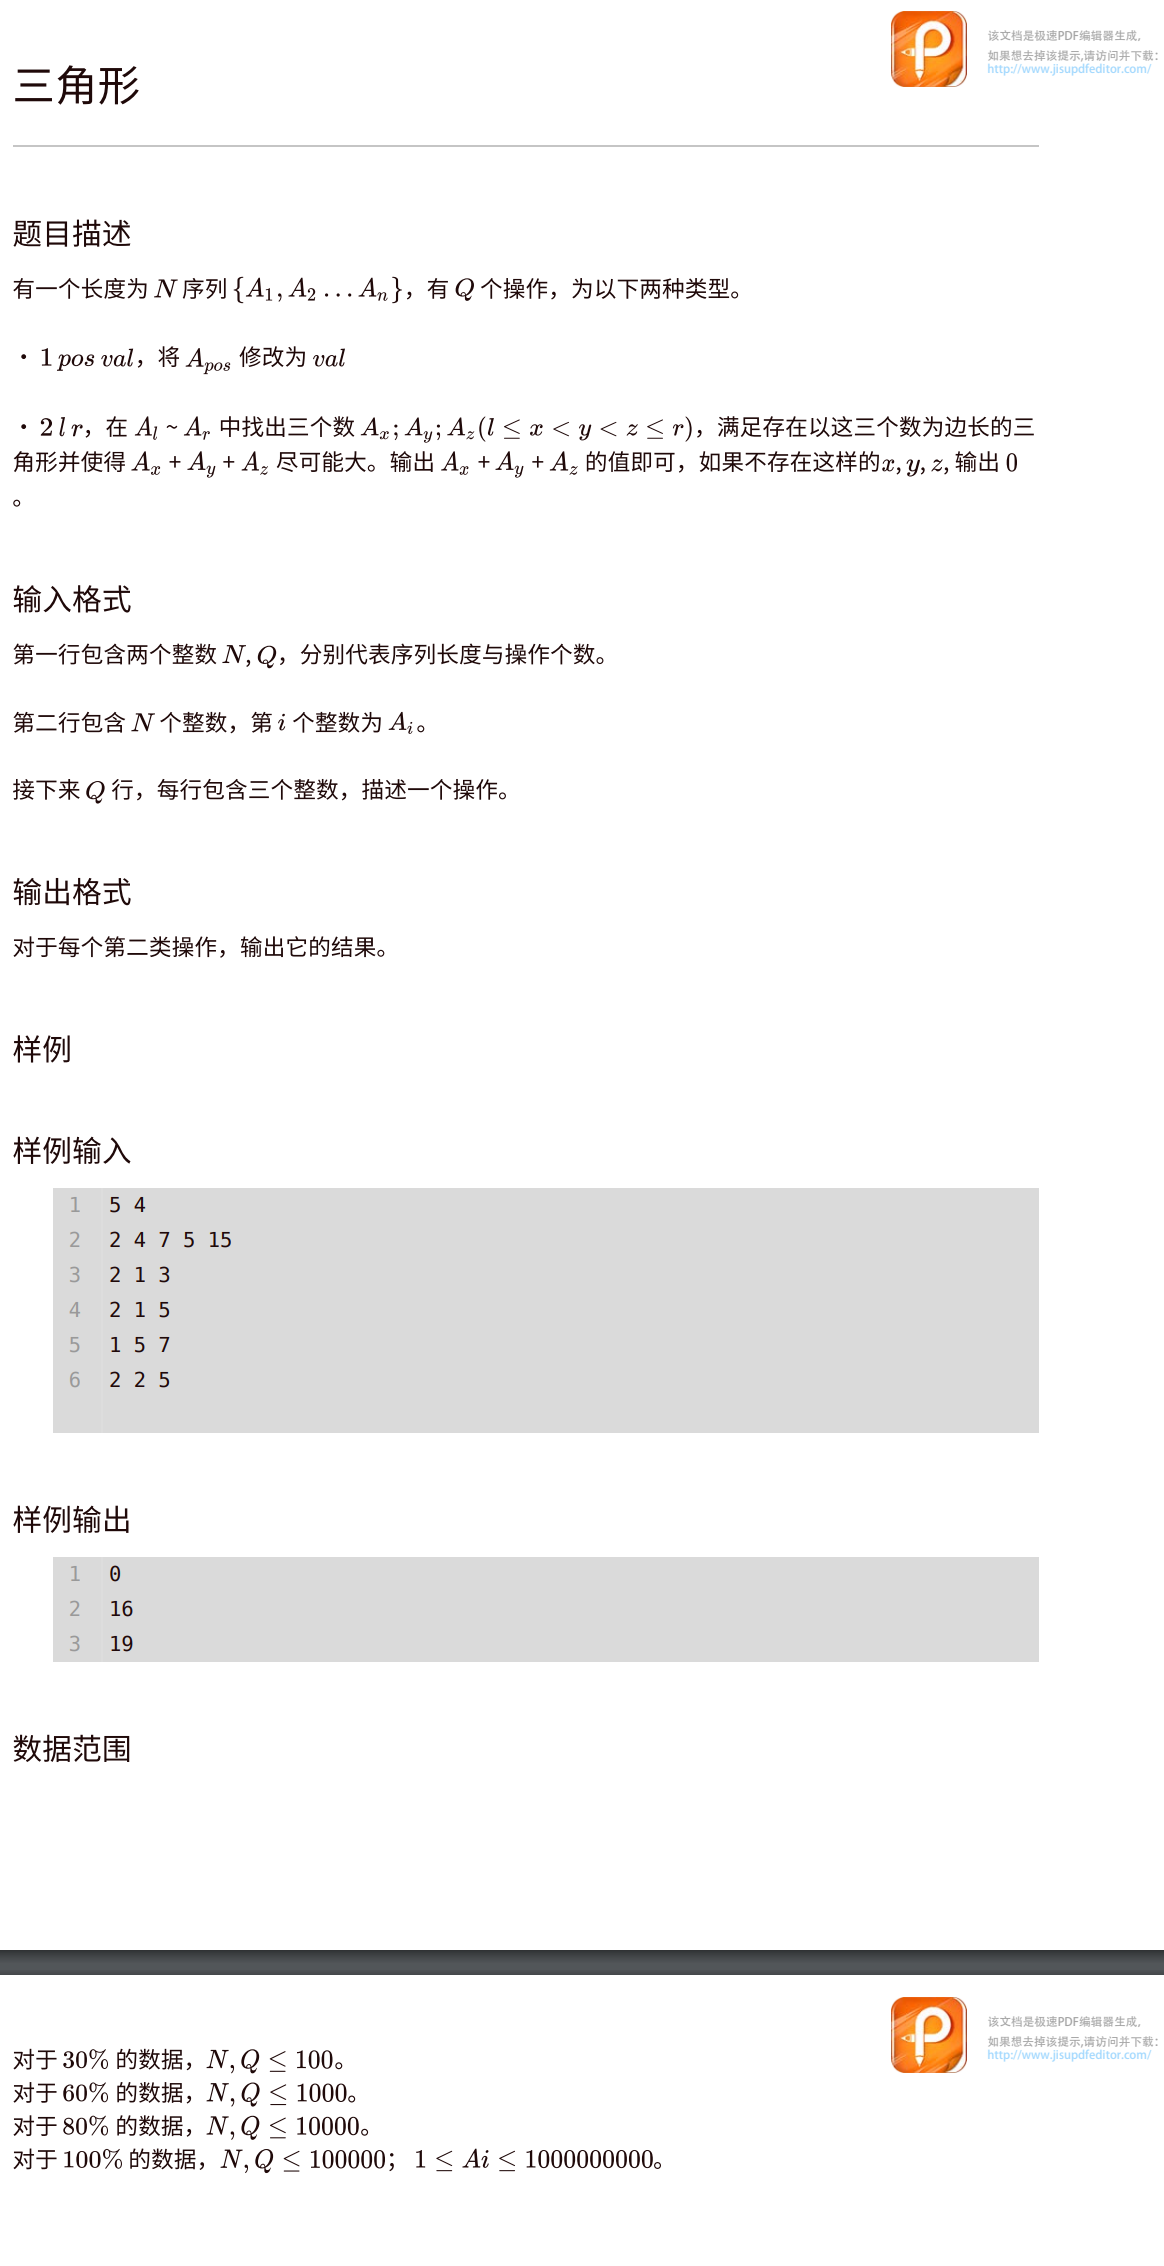 该文档是极速PDF编辑器生成,
如果想去掉该提示,请访问并下载:
http://www.jisupdfeditor.com/
三角形
题目描述
有一个长度为 N 序列 {A₁, A₂ … Aₙ}，有 Q 个操作，为以下两种类型。
· 1 pos val，将 A_pos 修改为 val
· 2 l r，在 A_l ~ A_r 中找出三个数 A_x; A_y; A_z(l ≤ x < y < z ≤ r)，满足存在以这三个数为边长的三
角形并使得 A_x + A_y + A_z 尽可能大。输出 A_x + A_y + A_z 的值即可，如果不存在这样的x, y, z, 输出 0
。
输入格式
第一行包含两个整数 N, Q，分别代表序列长度与操作个数。
第二行包含 N 个整数，第 i 个整数为 A_i。
接下来 Q 行，每行包含三个整数，描述一个操作。
输出格式
对于每个第二类操作，输出它的结果。
样例
样例输入
1 5 4
2 2 4 7 5 15
3 2 1 3
4 2 1 5
5 1 5 7
6 2 2 5
样例输出
1 0
2 16
3 19
数据范围
该文档是极速PDF编辑器生成,
如果想去掉该提示,请访问并下载:
http://www.jisupdfeditor.com/
对于 30% 的数据，N, Q ≤ 100。
对于 60% 的数据，N, Q ≤ 1000。
对于 80% 的数据，N, Q ≤ 10000。
对于 100% 的数据，N, Q ≤ 100000； 1 ≤ Ai ≤ 1000000000。